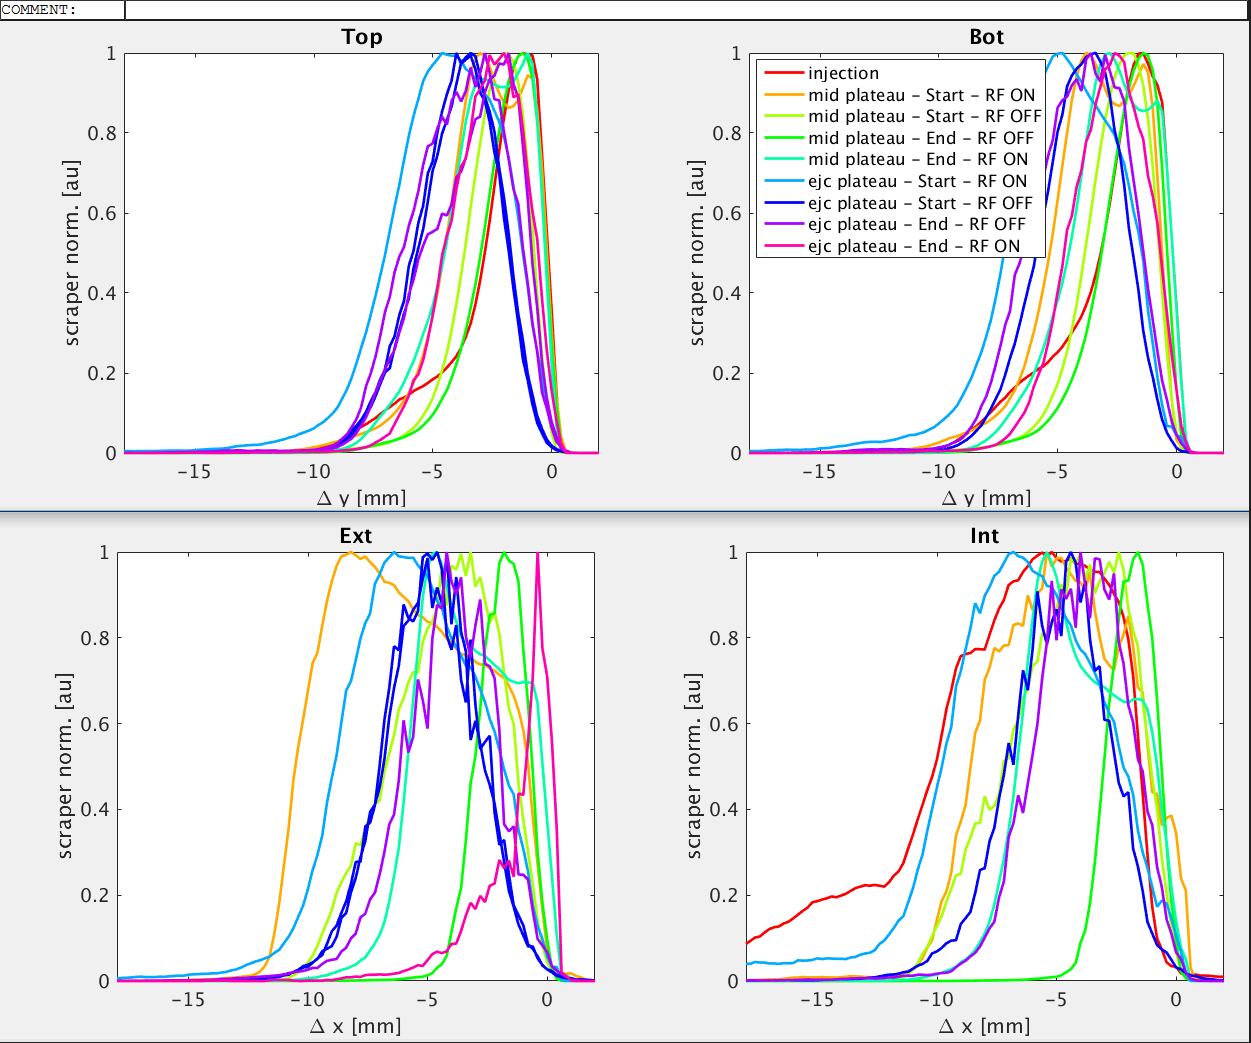 COMMENT:
Top
Bot
1
0.8
0.6
0.4
0.2
0
scraper norm. [au]
−15
−10
−5
0
Δ y [mm]
1
0.8
0.6
0.4
0.2
0
scraper norm. [au]
injection
mid plateau − Start − RF ON
mid plateau − Start − RF OFF
mid plateau − End − RF OFF
mid plateau − End − RF ON
ejc plateau − Start − RF ON
ejc plateau − Start − RF OFF
ejc plateau − End − RF OFF
ejc plateau − End − RF ON
−15
−10
−5
0
Δ y [mm]
Ext
1
0.8
0.6
0.4
0.2
0
scraper norm. [au]
−15
−10
−5
0
Δ x [mm]
Int
1
0.8
0.6
0.4
0.2
0
scraper norm. [au]
−15
−10
−5
0
Δ x [mm]